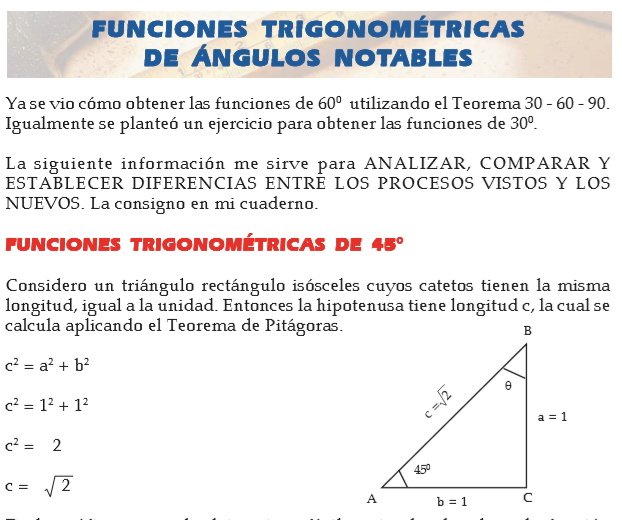 FUNCIONES TRIGONOMÉTRICAS
DE ÁNGULOS NOTABLES
Ya se vio cómo obtener las funciones de 60⁰ utilizando el Teorema 30 - 60 - 90.
Igualmente se planteó un ejercicio para obtener las funciones de 30⁰.
La siguiente información me sirve para ANALIZAR, COMPARAR Y
ESTABLECER DIFERENCIAS ENTRE LOS PROCESOS VISTOS Y LOS
NUEVOS. La consigno en mi cuaderno.
FUNCIONES TRIGONOMÉTRICAS DE 45⁰
Considero un triángulo rectángulo isósceles cuyos catetos tienen la misma
longitud, igual a la unidad. Entonces la hipotenusa tiene longitud c, la cual se
calcula aplicando el Teorema de Pitágoras.
c² = a² + b²
c² = 1² + 1²
c² = 2
c = √2
B
θ
c =√2
a = 1
45⁰
A
b = 1
C